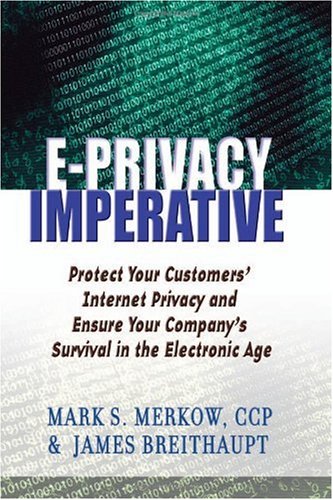 E-PRIVACY
IMPERATIVE
Protect Your Customers'
Internet Privacy and
Ensure Your Company's
Survival in the Electronic Age
MARK S. MERKOW, CCP
& JAMES BREITHAUPT